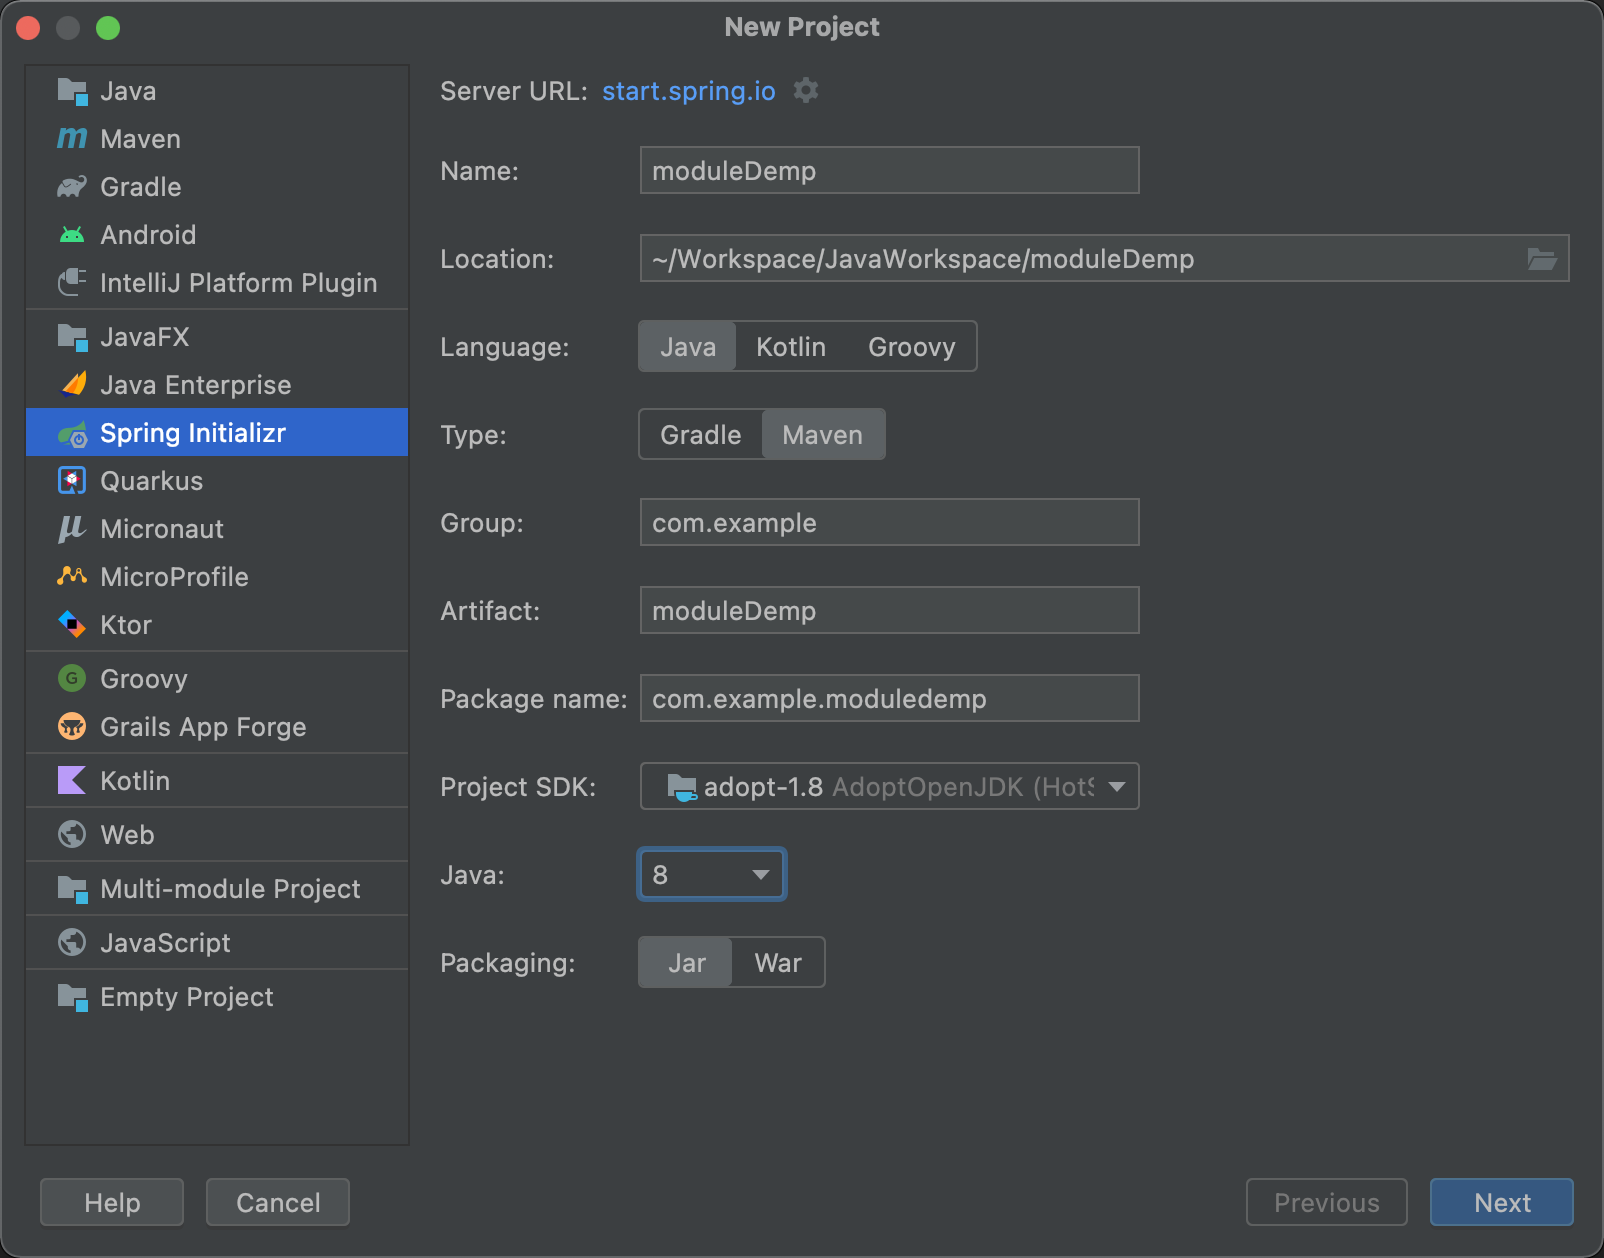 New Project
Java
Maven
Gradle
Android
IntelliJ Platform Plugin
JavaFX
Java Enterprise
Spring Initializr
Quarkus
Micronaut
MicroProfile
Ktor
Groovy
Grails App Forge
Kotlin
Web
Multi-module Project
JavaScript
Empty Project
Server URL: start.spring.io
Name: moduleDemp
Location: ~/Workspace/JavaWorkspace/moduleDemp
Language: Java Kotlin Groovy
Type: Gradle Maven
Group: com.example
Artifact: moduleDemp
Package name: com.example.moduledemp
Project SDK: adopt-1.8 AdoptOpenJDK (HotS
Java: 8
Packaging: Jar War
Help Cancel Previous Next